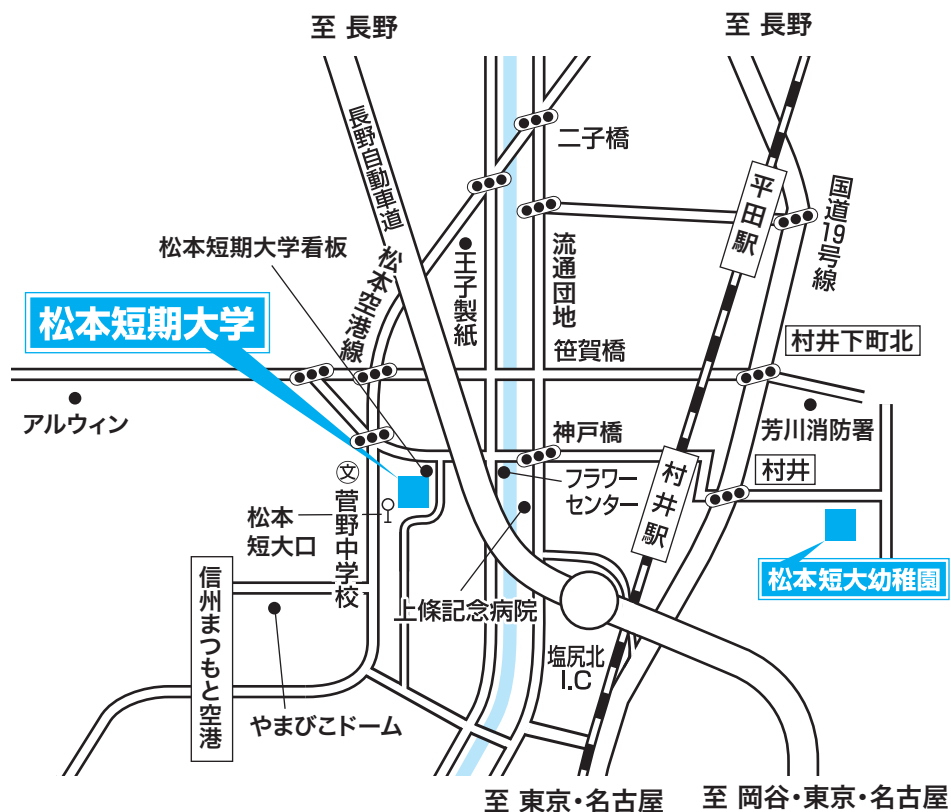 至 長野
至 長野
長野自動車道
二子橋
平田駅
国道19号線
松本短期大学看板
松本空港線
王子製紙
流通団地
松本短期大学
笹賀橋
村井下町北
アルウィン
芳川消防署
神戸橋
村井
文
菅野中学校
フラワー
センター
村井駅
松本
短大口
松本短大幼稚園
信州まつもと空港
上條記念病院
塩尻北
I.C
やまびこドーム
至 東京・名古屋
至 岡谷・東京・名古屋